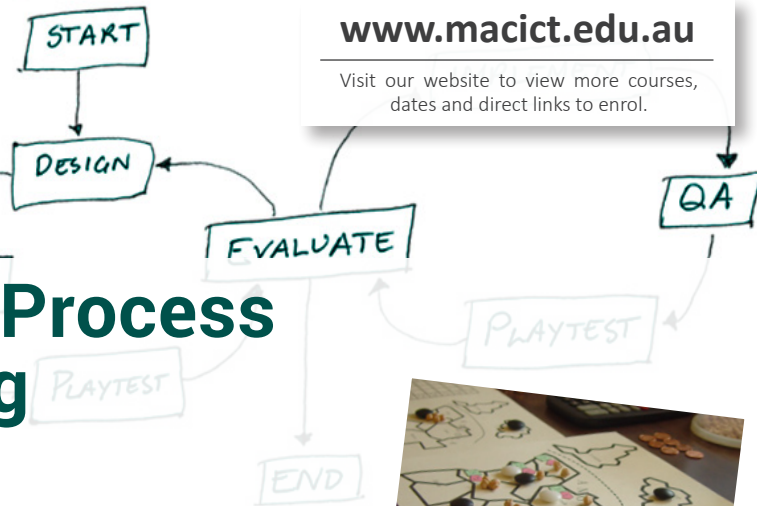 START
www.macict.edu.au
Visit our website to view more courses,
dates and direct links to enrol.
DESIGN
QA
EVALUATE
Process
PLAYTEST
g
PLAYTEST
END